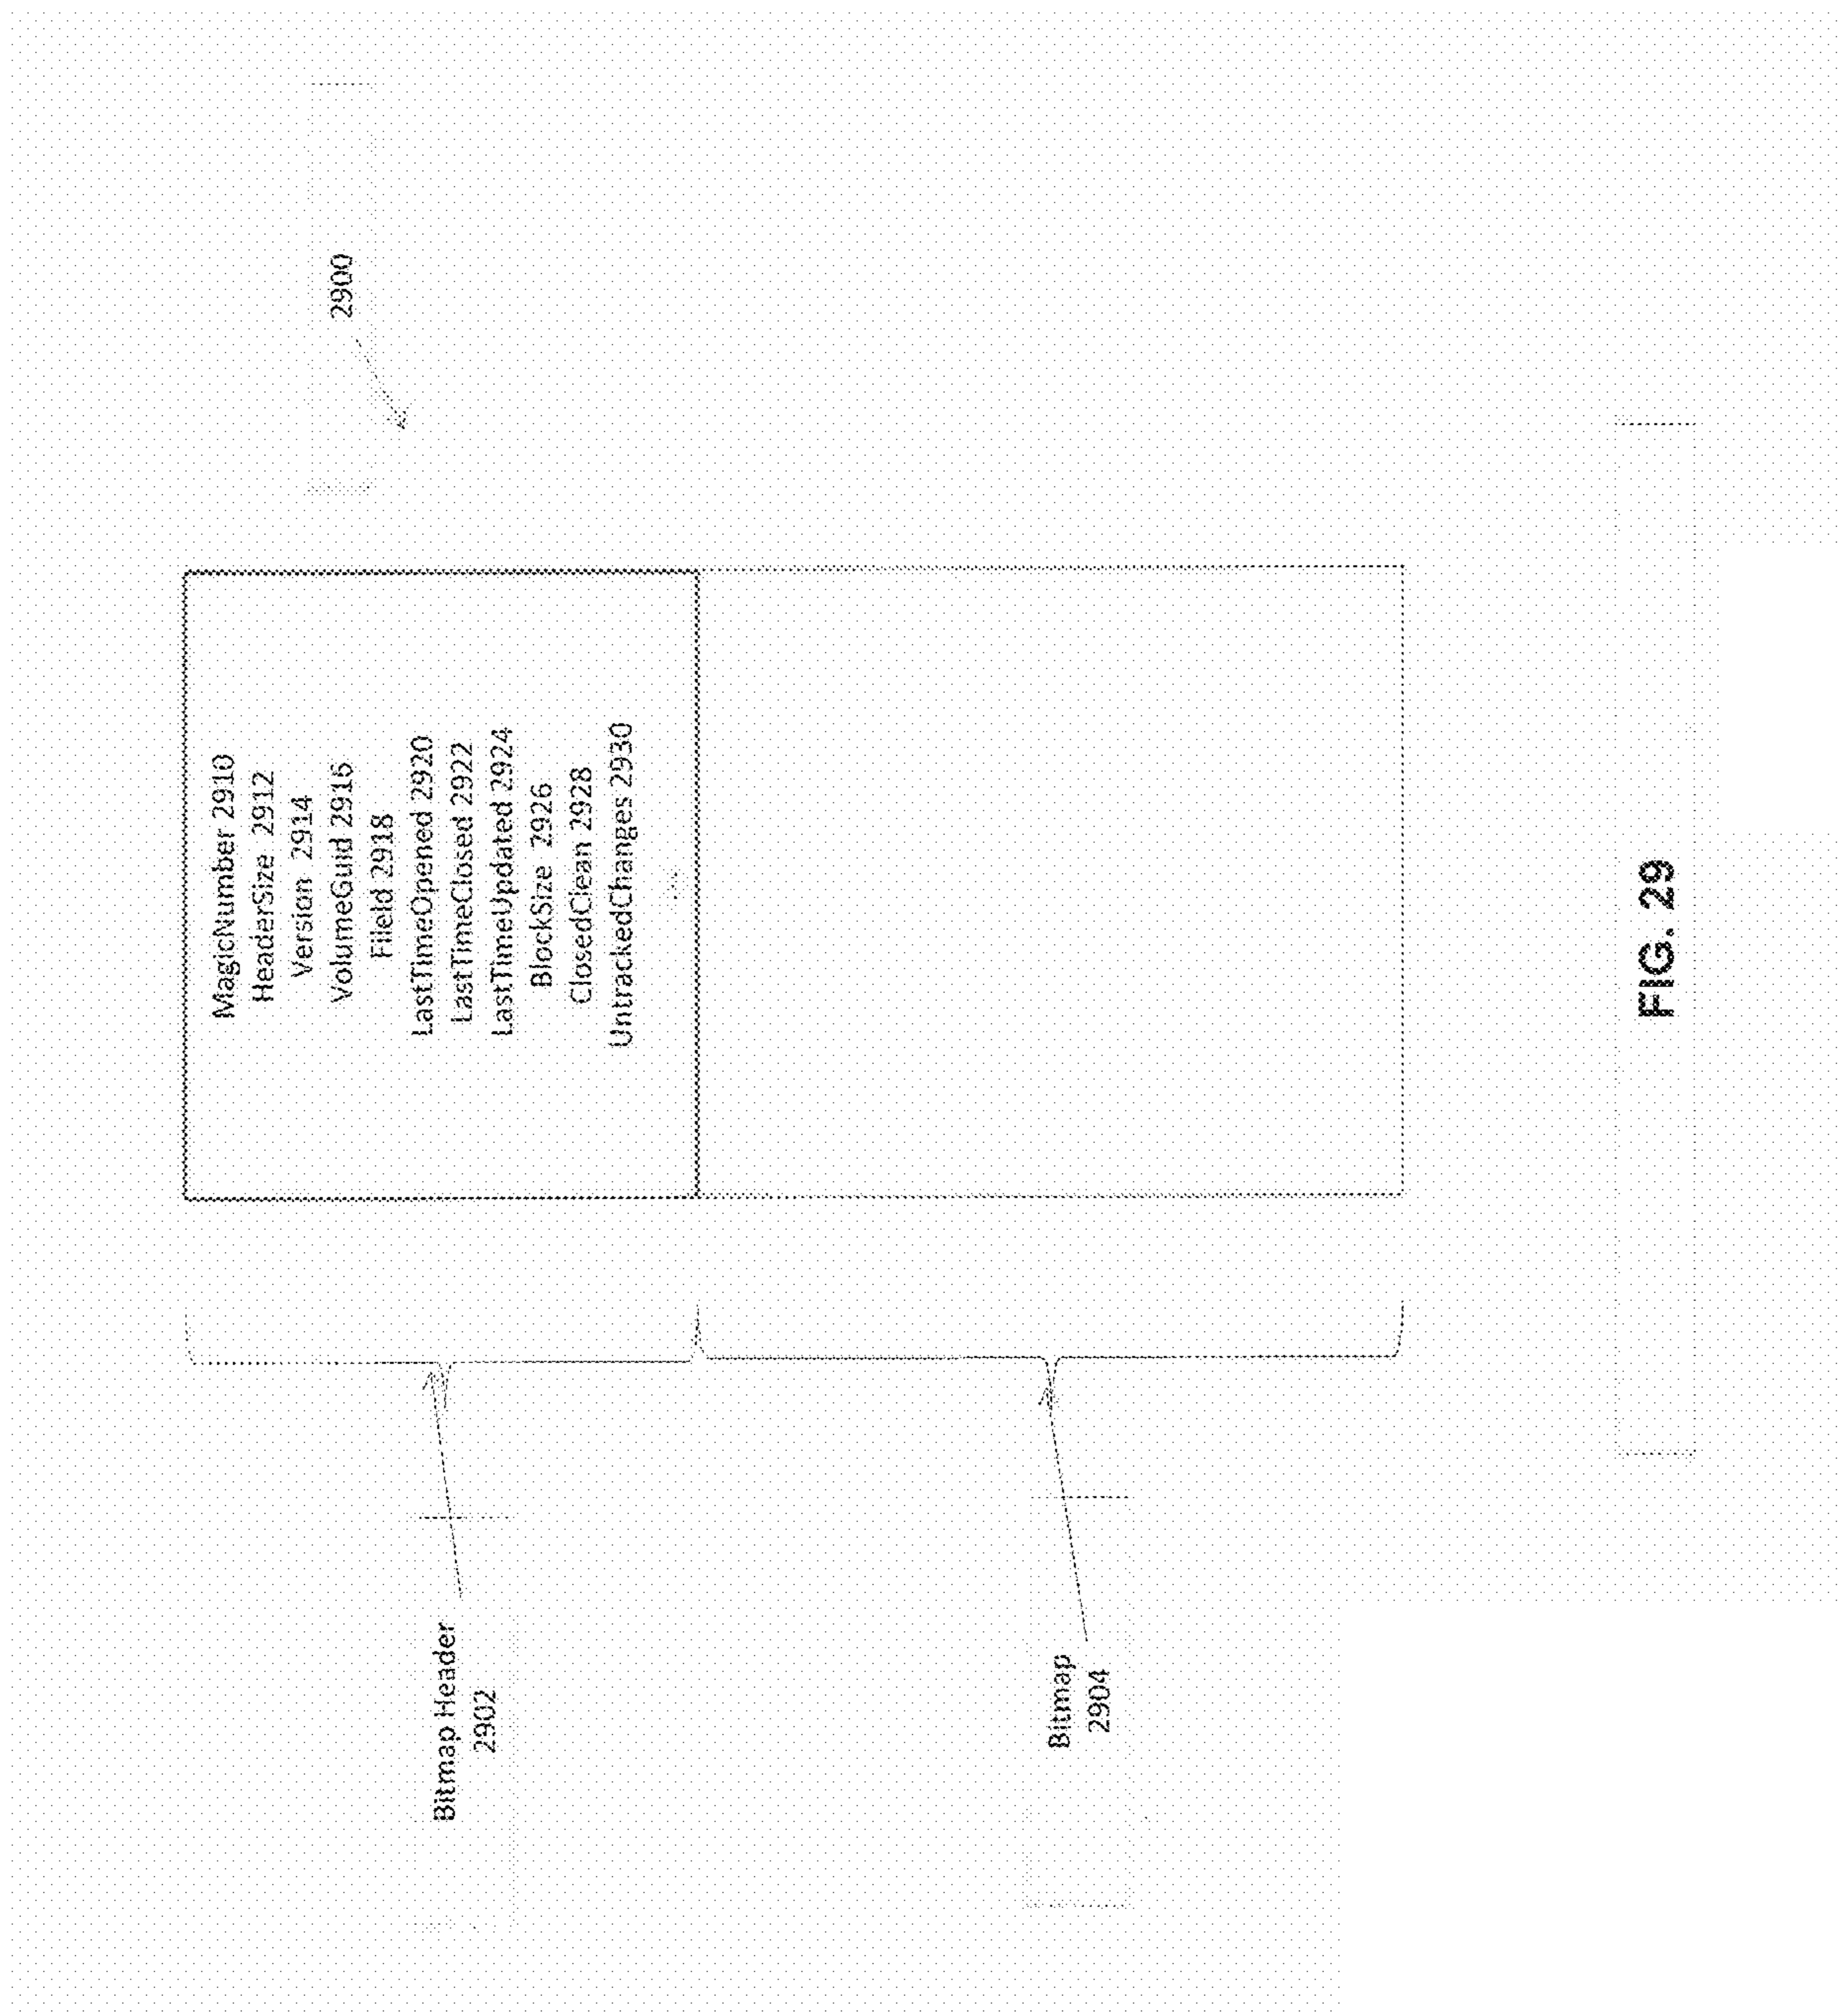 2900
MagicNumber 2910
HeaderSize 2912
Version 2914
VolumeGuid 2916
FileId 2918
LastTimeOpened 2920
LastTimeClosed 2922
LastTimeUpdated 2924
BlockSize 2926
ClosedClean 2928
UntrackedChanges 2930
...
Bitmap Header
2902
Bitmap
2904
FIG. 29